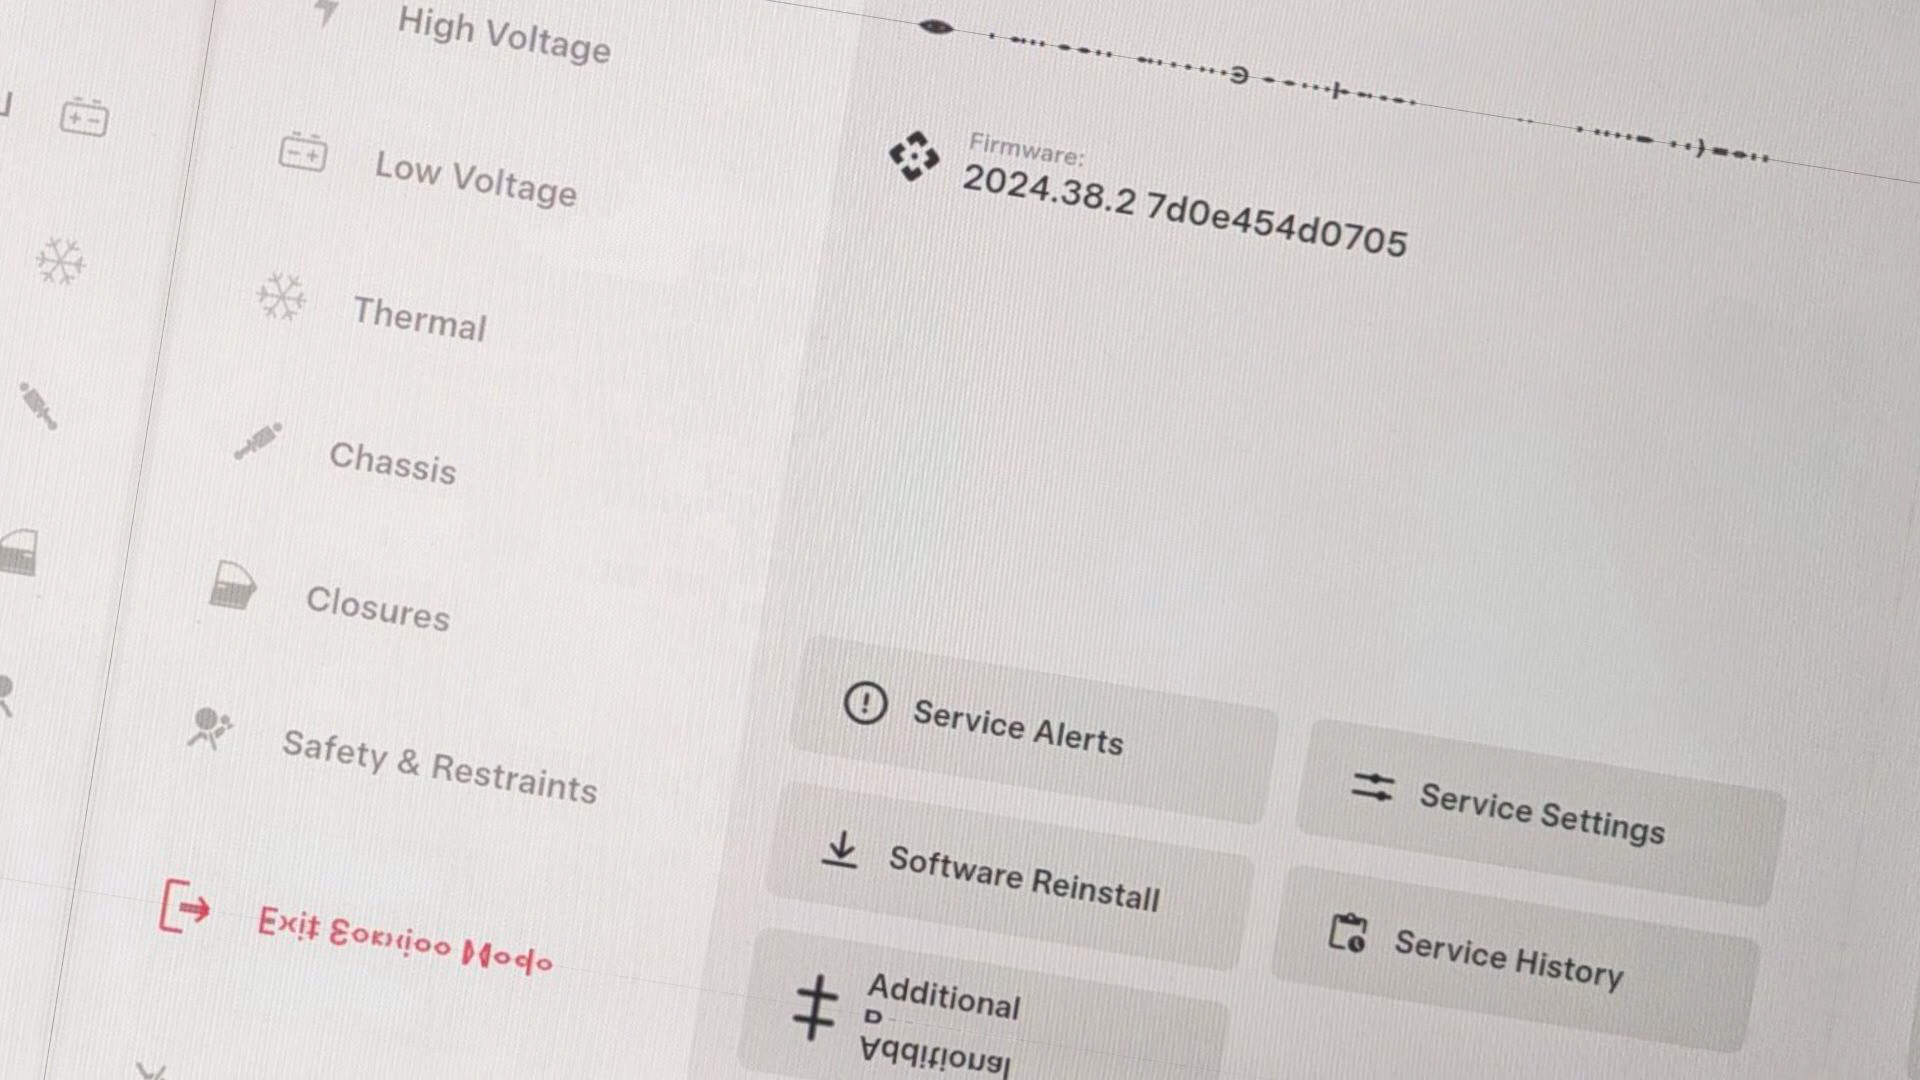 High Voltage
Low Voltage
Thermal
Chassis
Closures
Safety & Restraints
Firmware:
2024.38.2 7d0e454d0705
Service Alerts
Service Settings
Software Reinstall
Service History
Additional